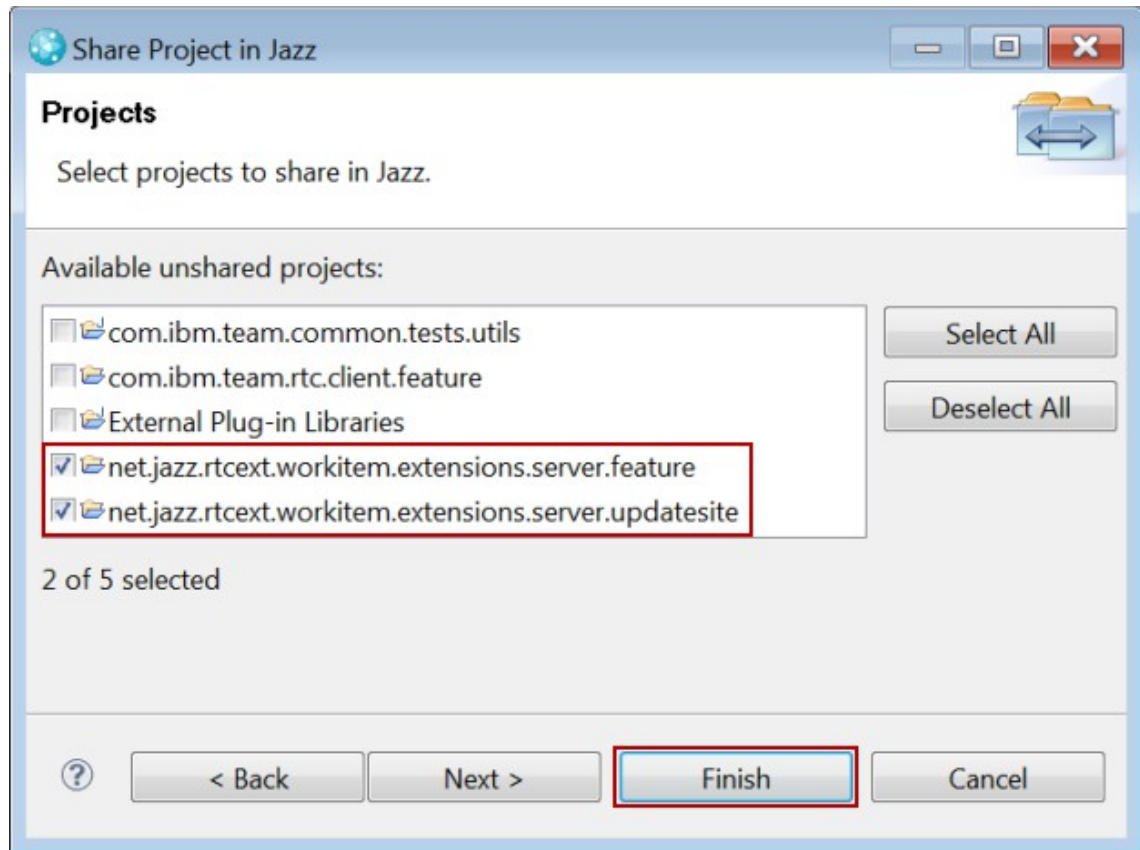 Share Project in Jazz
Projects
Select projects to share in Jazz.
Available unshared projects:
com.ibm.team.common.tests.utils
Select All
com.ibm.team.rtc.client.feature
Deselect All
External Plug-in Libraries
net.jazz.rtcext.workitem.extensions.server.feature
net.jazz.rtcext.workitem.extensions.server.updatesite
2 of 5 selected
? < Back Next > Finish Cancel